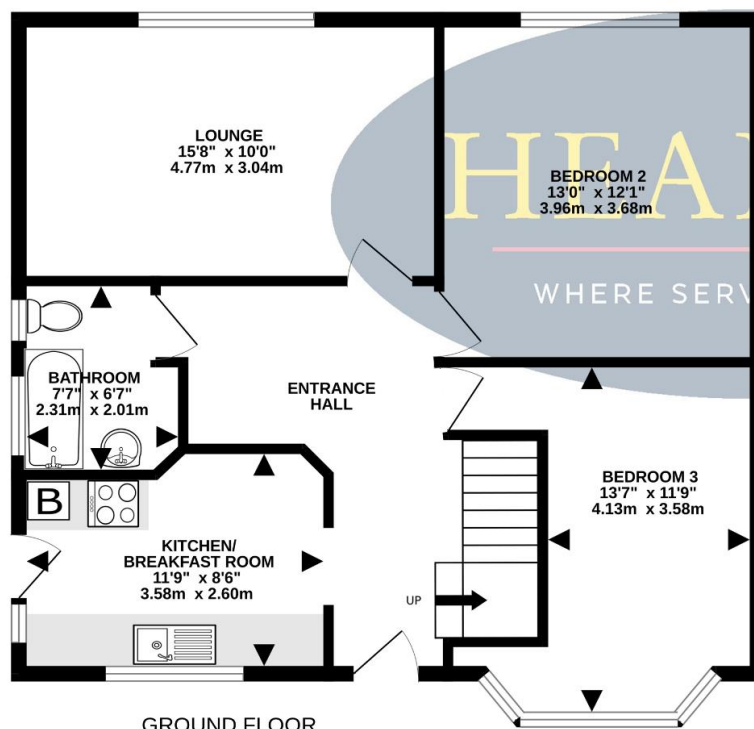 LOUNGE
15'8" x 10'0"
4.77m x 3.04m
HEA
BEDROOM 2
13'0" x 12'1"
3.96m x 3.68m
WHERE SERV
BATHROOM
7'7" x 6'7"
2.31m x 2.01m
ENTRANCE
HALL
BEDROOM 3
13'7" x 11'9"
4.13m x 3.58m
B
KITCHEN/
BREAKFAST ROOM
11'9" x 8'6"
3.58m x 2.60m
UP
GROUND FLOOR